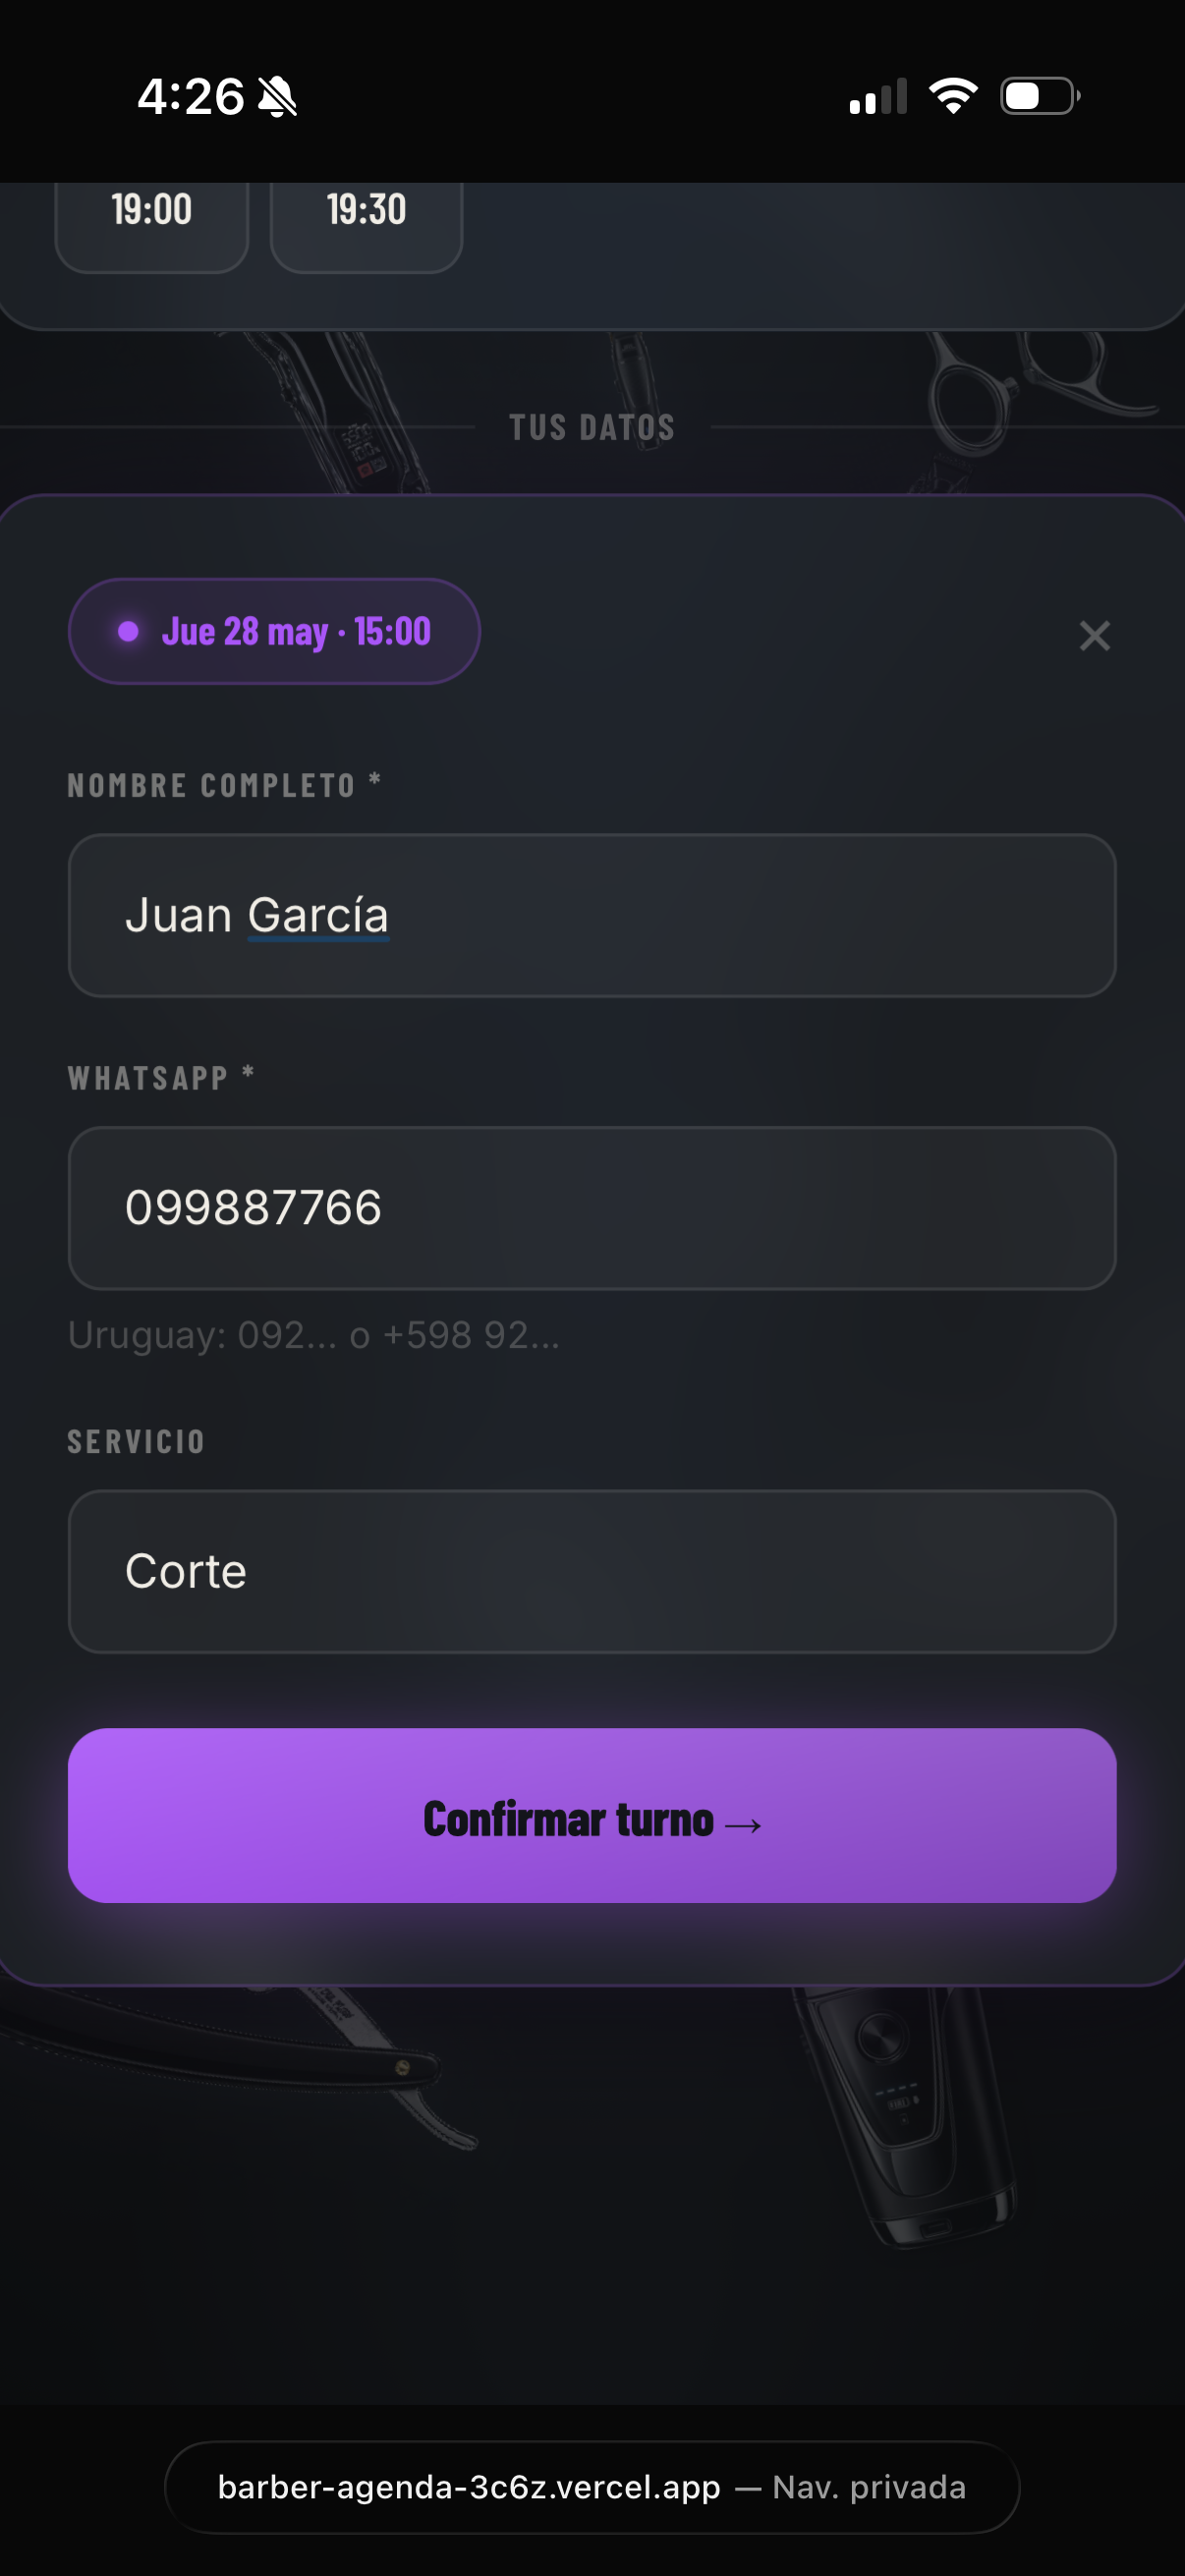 4:26
19:00 19:30
TUS DATOS
Jue 28 may · 15:00
×
NOMBRE COMPLETO *
Juan García
WHATSAPP *
099887766
Uruguay: 092... o +598 92...
SERVICIO
Corte
Confirmar turno →
barber-agenda-3c6z.vercel.app — Nav. privada